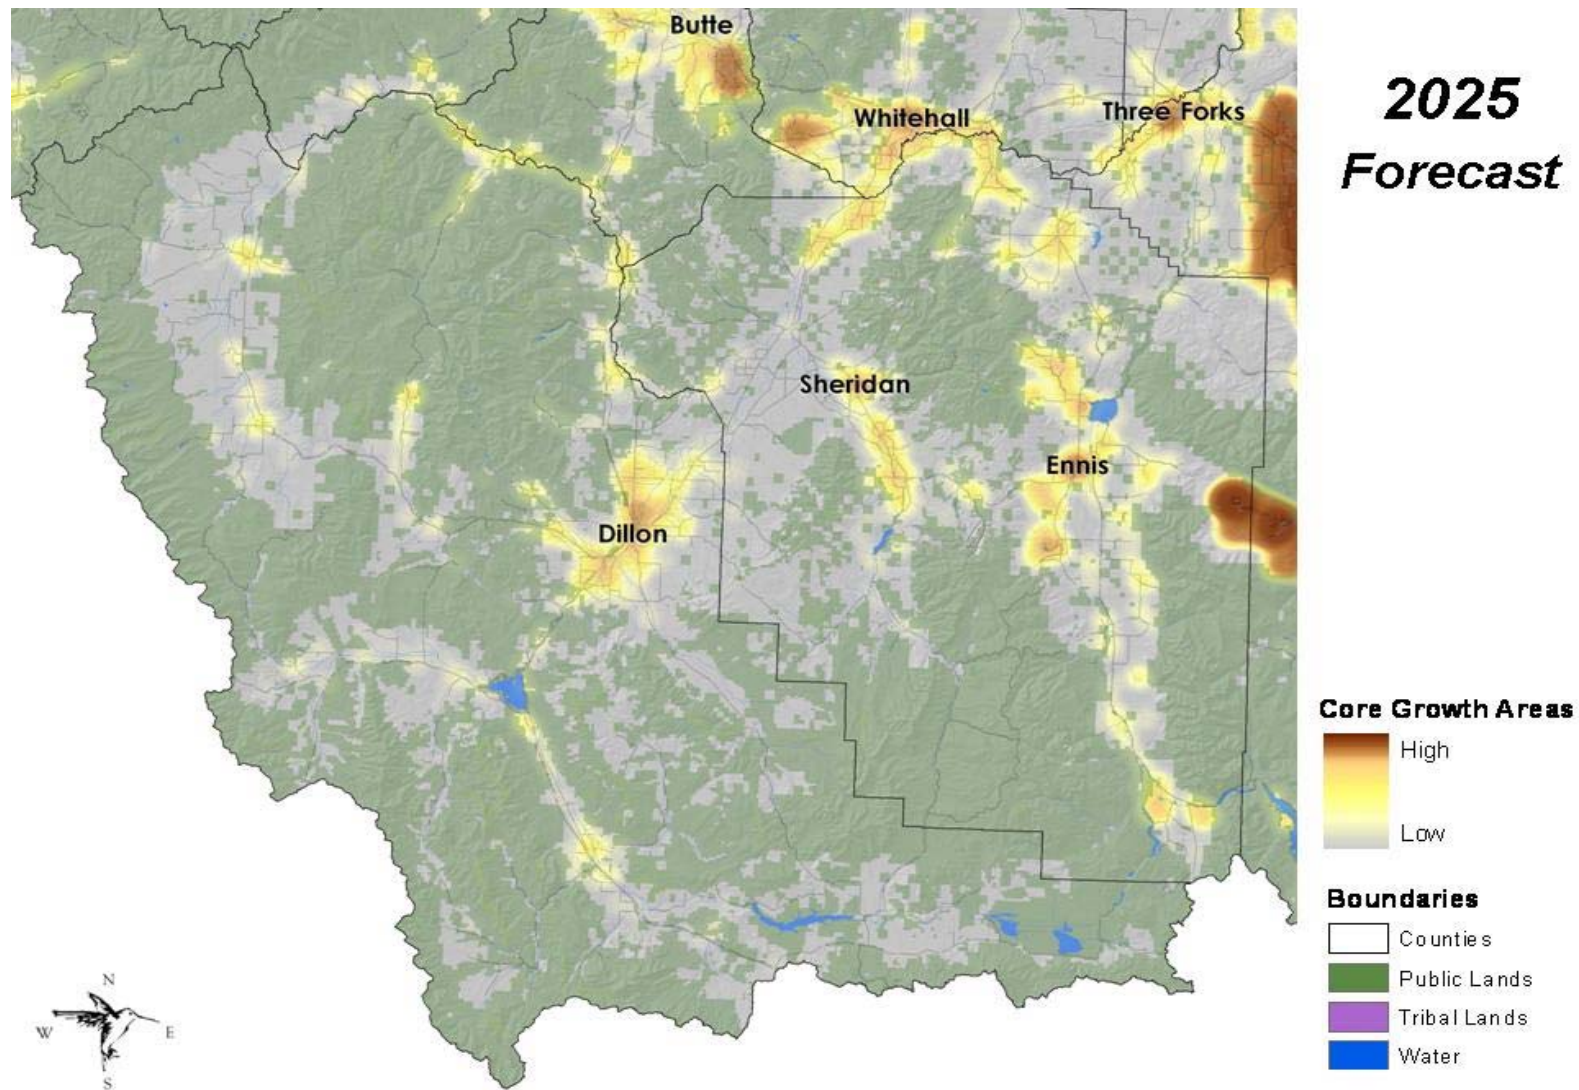 Butte
Whitehall
Three Forks
2025
Forecast
Sheridan
Ennis
Dillon
Core Growth Areas
High
Low
Boundaries
Counties
Public Lands
Tribal Lands
Water
N
W E
S